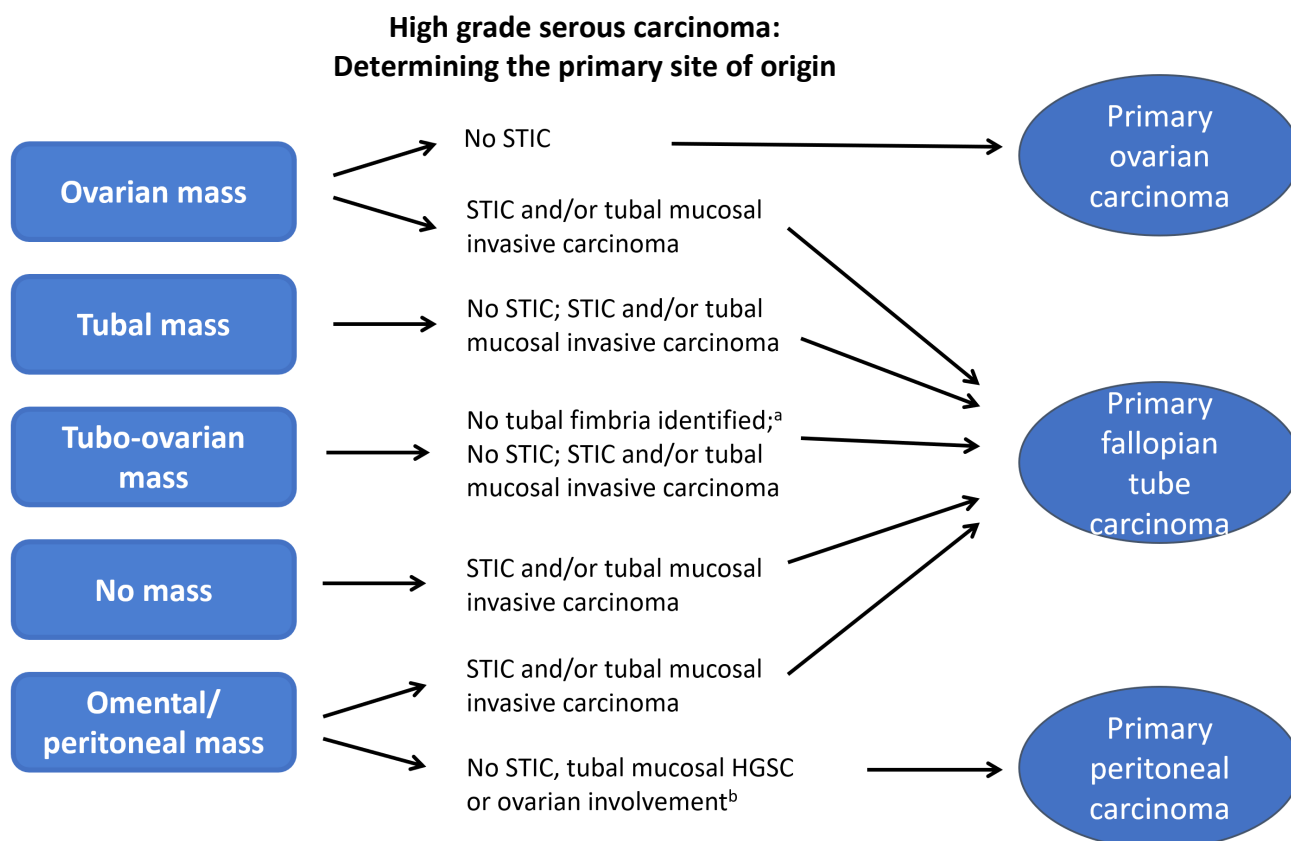 High grade serous carcinoma:
Determining the primary site of origin
Ovarian mass
No STIC
Primary
ovarian
carcinoma
STIC and/or tubal mucosal
invasive carcinoma
Tubal mass
No STIC; STIC and/or tubal
mucosal invasive carcinoma
Tubo-ovarian
mass
No tubal fimbria identified;ᵃ
No STIC; STIC and/or tubal
mucosal invasive carcinoma
Primary
fallopian
tube
carcinoma
No mass
STIC and/or tubal mucosal
invasive carcinoma
Omental/
peritoneal mass
STIC and/or tubal mucosal
invasive carcinoma
No STIC, tubal mucosal HGSC
or ovarian involvementᵇ
Primary
peritoneal
carcinoma